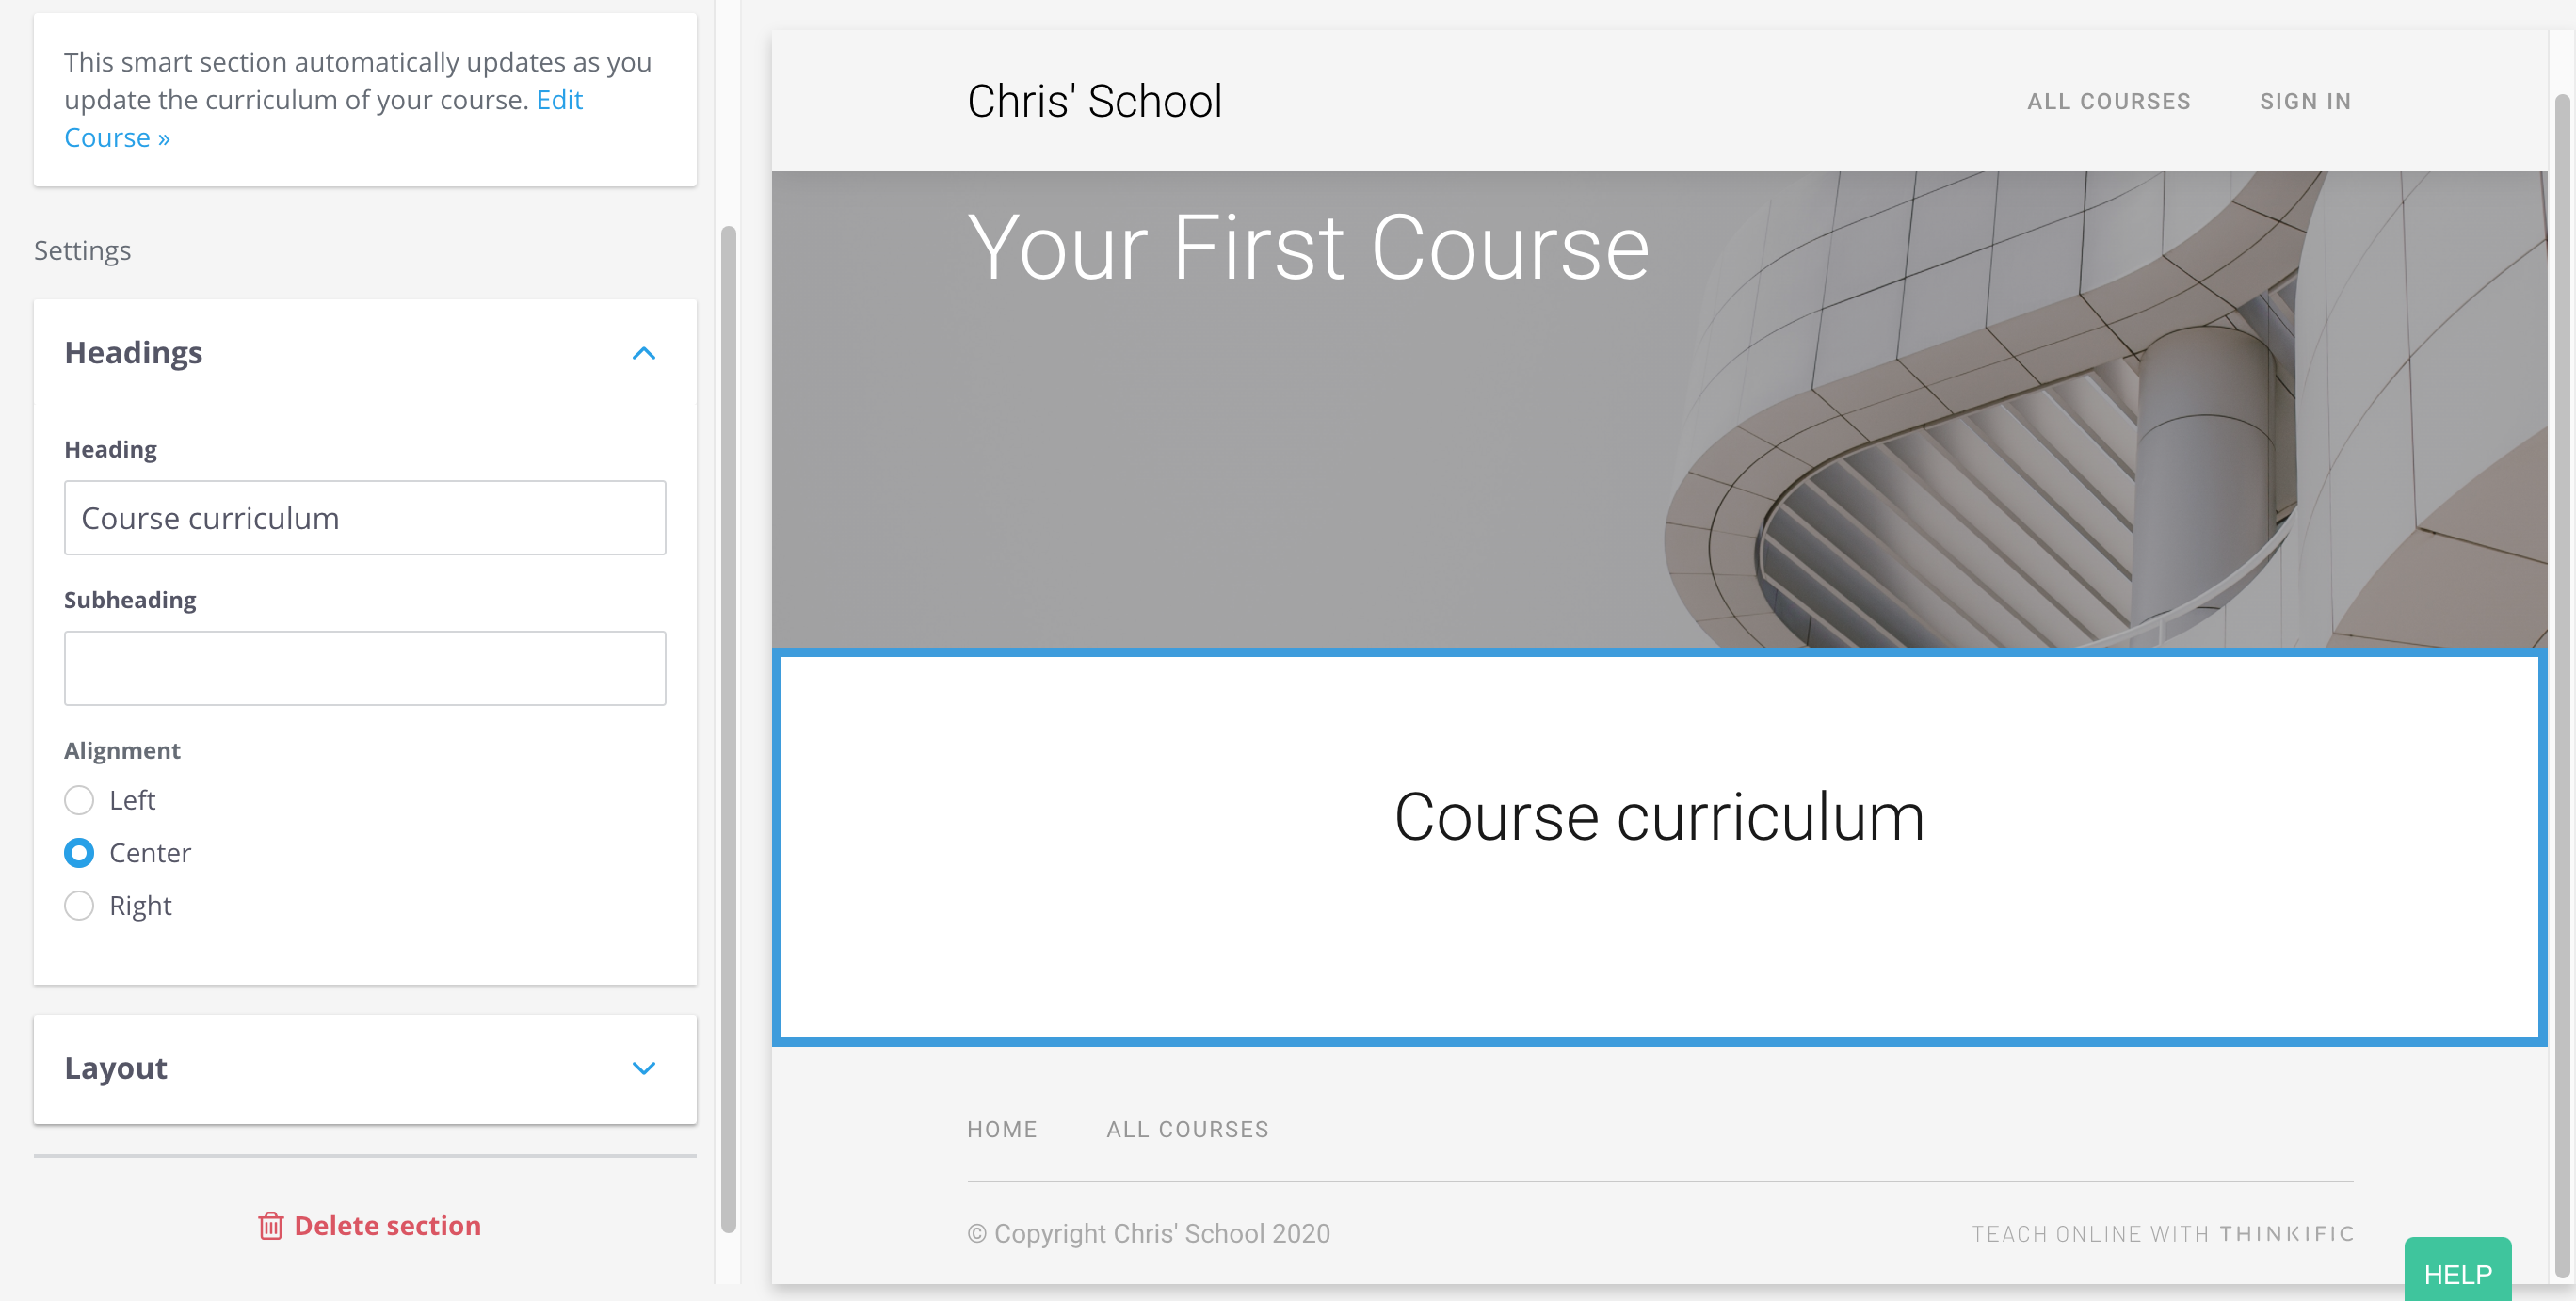 This smart section automatically updates as you
update the curriculum of your course. Edit
Course »
Settings
Headings
Heading
Course curriculum
Subheading
Alignment
Left
Center
Right
Layout
Delete section
Chris' School
ALL COURSES
SIGN IN
Your First Course
Course curriculum
HOME
ALL COURSES
© Copyright Chris' School 2020
TEACH ONLINE WITH THINKIFIC
HELP